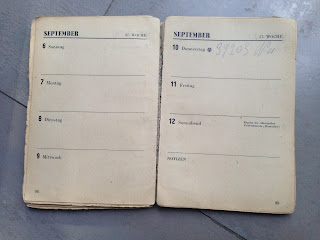 SEPTEMBER
37. WOCHE
6 Sonntag
7 Montag
8 Dienstag
9 Mittwoch
SEPTEMBER
37. WOCHE
10 Donnerstag
11 Freitag
12 Sonnabend
NOTIZEN